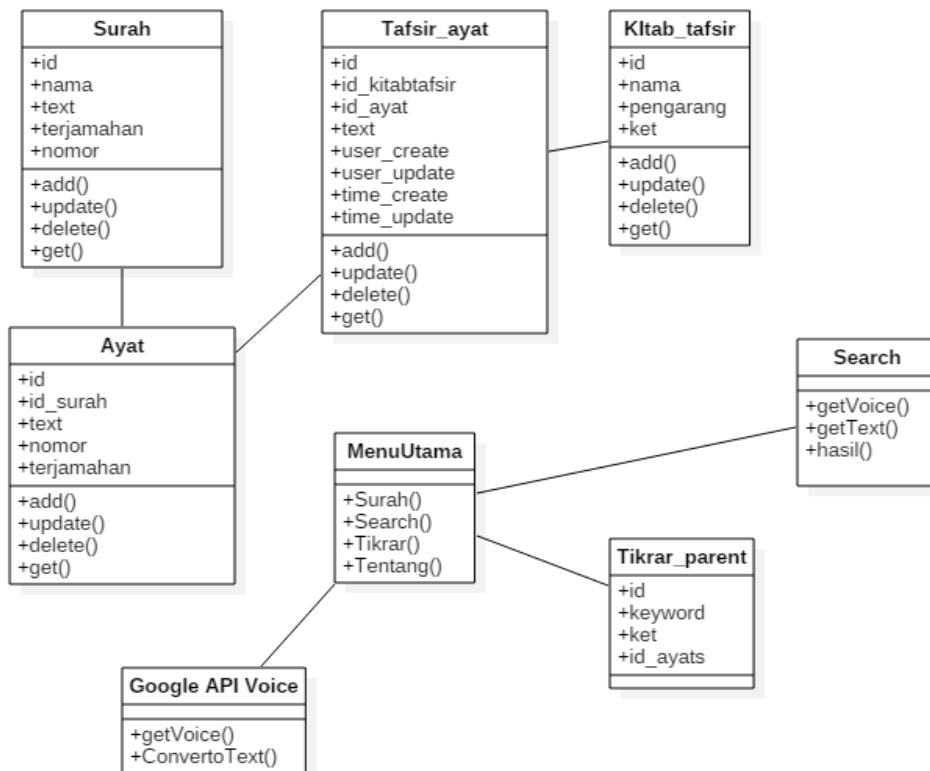 Surah
+id
+nama
+text
+terjamahan
+nomor
+add()
+update()
+delete()
+get()
Tafsir_ayat
+id
+id_kitabtafsir
+id_ayat
+text
+user_create
+user_update
+time_create
+time_update
+add()
+update()
+delete()
+get()
KItab_tafsir
+id
+nama
+pengarang
+ket
+add()
+update()
+delete()
+get()
Ayat
+id
+id_surah
+text
+nomor
+terjamahan
+add()
+update()
+delete()
+get()
MenuUtama
+Surah()
+Search()
+Tikrar()
+Tentang()
Search
+getVoice()
+getText()
+hasil()
Tikrar_parent
+id
+keyword
+ket
+id_ayats
Google API Voice
+getVoice()
+ConvertoText()